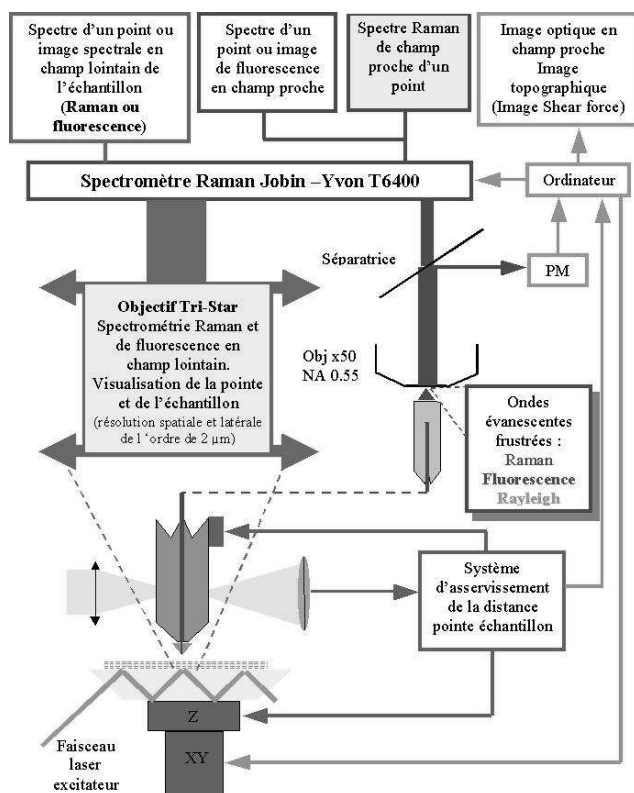 Spectre d'un point ou
image spectrale en
champ lointain de
l'échantillon
(Raman ou
fluorescence)
Spectre d'un
point ou image
de fluorescence
en champ proche
Spectre Raman
de champ
proche d'un
point
Image optique en
champ proche
Image
topographique
(Image Shear force)
Spectromètre Raman Jobin –Yvon T6400
Ordinateur
Séparatrice
PM
Objectif Tri-Star
Spectrométrie Raman et
de fluorescence en
champ lointain.
Visualisation de la pointe
et de l'échantillon
(résolution spatiale et latérale
de l 'ordre de 2 µm)
Obj x50
NA 0.55
Ondes
évanescentes
frustrées :
Raman
Fluorescence
Rayleigh
Système
d'asservissement
de la distance
pointe échantillon
Z
XY
Faisceau
laser
excitateur